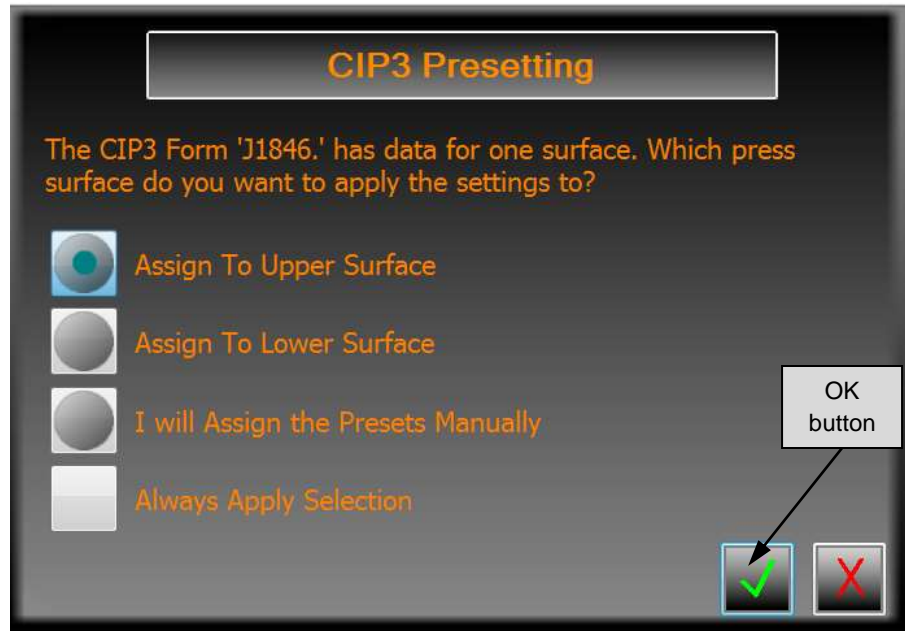 CIP3 Presetting
The CIP3 Form 'J1846.' has data for one surface. Which press
surface do you want to apply the settings to?
Assign To Upper Surface
Assign To Lower Surface
I will Assign the Presets Manually
Always Apply Selection
OK
button
X